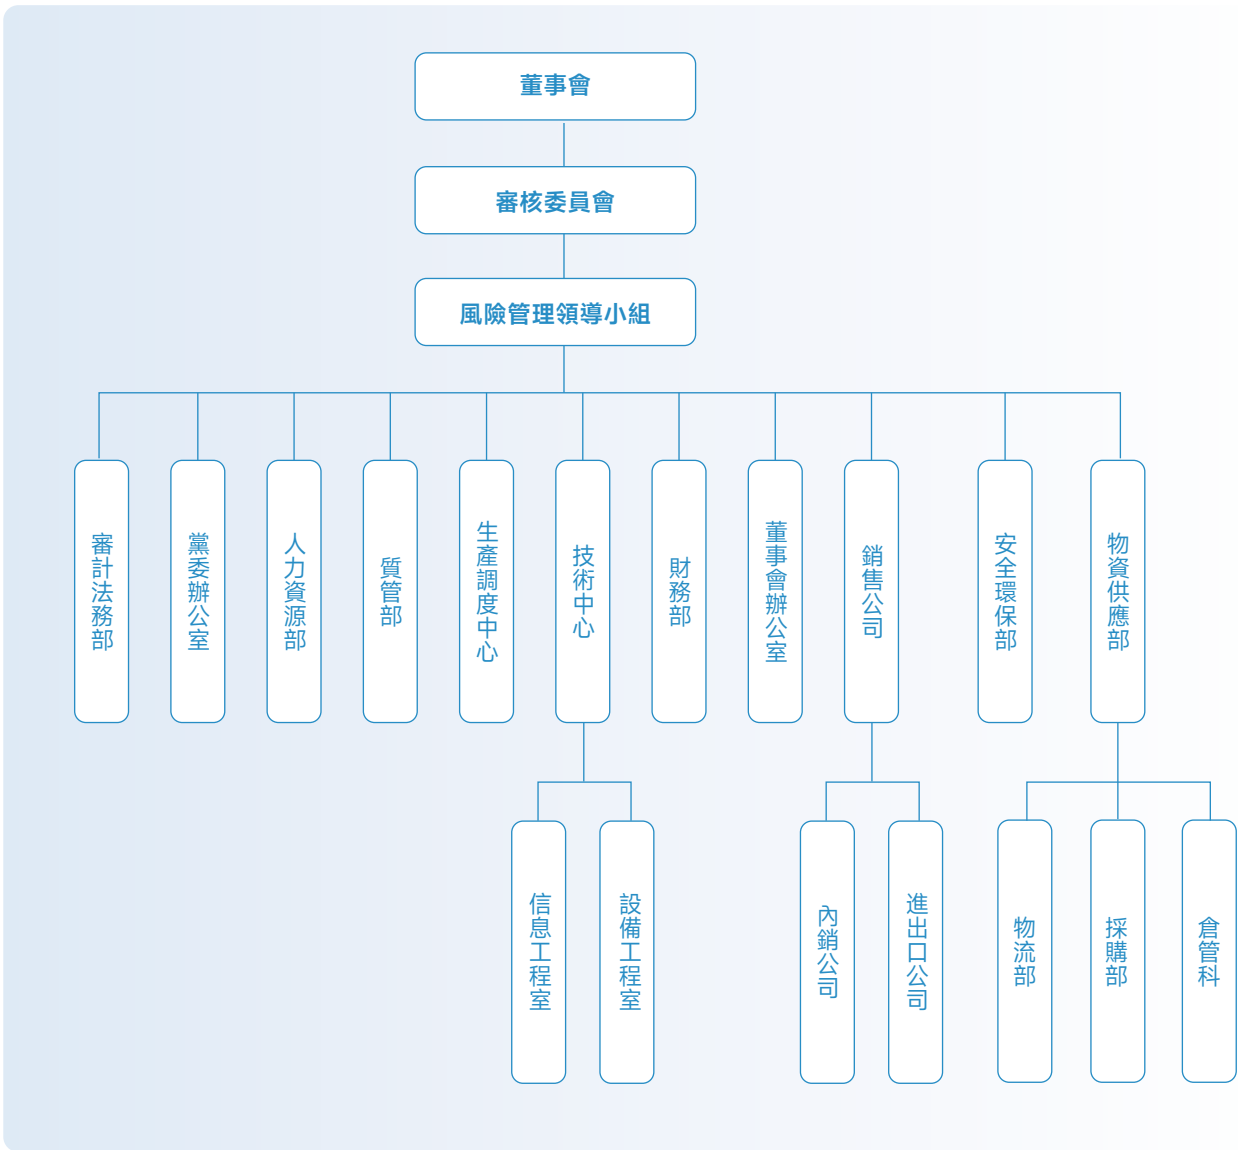 董事會
審核委員會
風險管理領導小組
審計法務部
黨委辦公室
人力資源部
質管部
生產調度中心
技術中心
財務部
董事會辦公室
銷售公司
安全環保部
物資供應部
信息工程室
設備工程室
內銷公司
進出口公司
物流部
採購部
倉管科